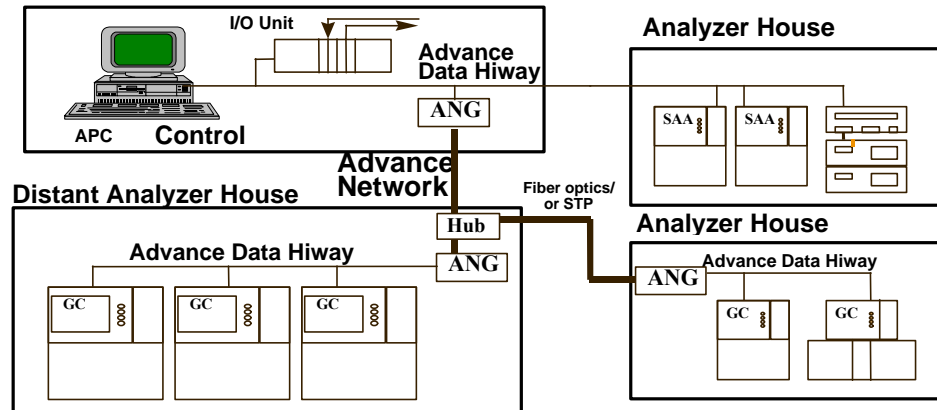 I/O Unit
Advance
Data Hiway
ANG
APC
Control
Analyzer House
SAA
SAA
Advance
Network
Distant Analyzer House
Fiber optics/
or STP
Hub
ANG
Advance Data Hiway
GC
GC
GC
Analyzer House
Advance Data Hiway
ANG
GC
GC